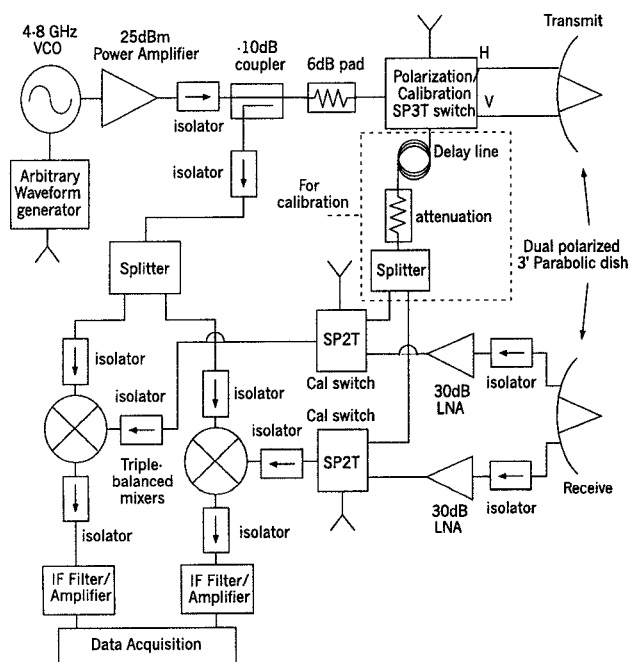 4·8 GHz
VCO
25dBm
Power Amplifier
·10dB
coupler
6dB pad
H
V
Transmit
isolator
Polarization/
Calibration
SP3T switch
Arbitrary
Waveform
generator
isolator
Delay line
For
calibration
attenuation
Splitter
Splitter
Dual polarized
3' Parabolic dish
isolator
SP2T
Cal switch
isolator
30dB
LNA
isolator
isolator
Cal switch
isolator
SP2T
Triple-
balanced
mixers
30dB
LNA
isolator
Receive
isolator
isolator
IF Filter/
Amplifier
IF Filter/
Amplifier
Data Acquisition